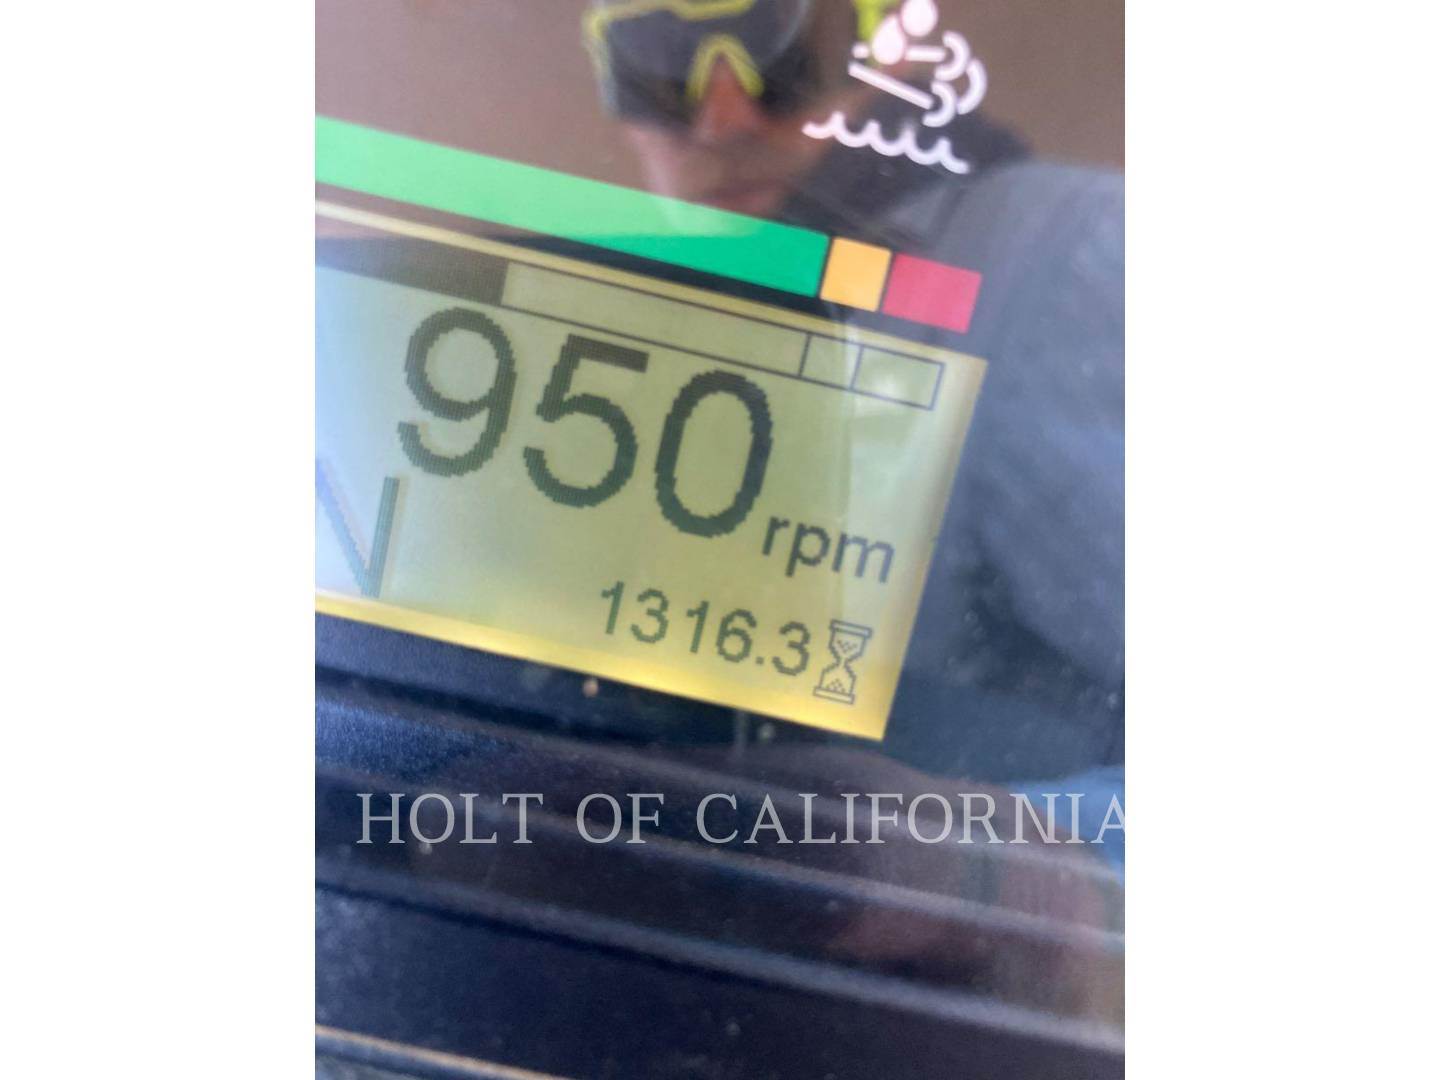 950 rpm
N
1316.3
HOLT OF CALIFORNIA